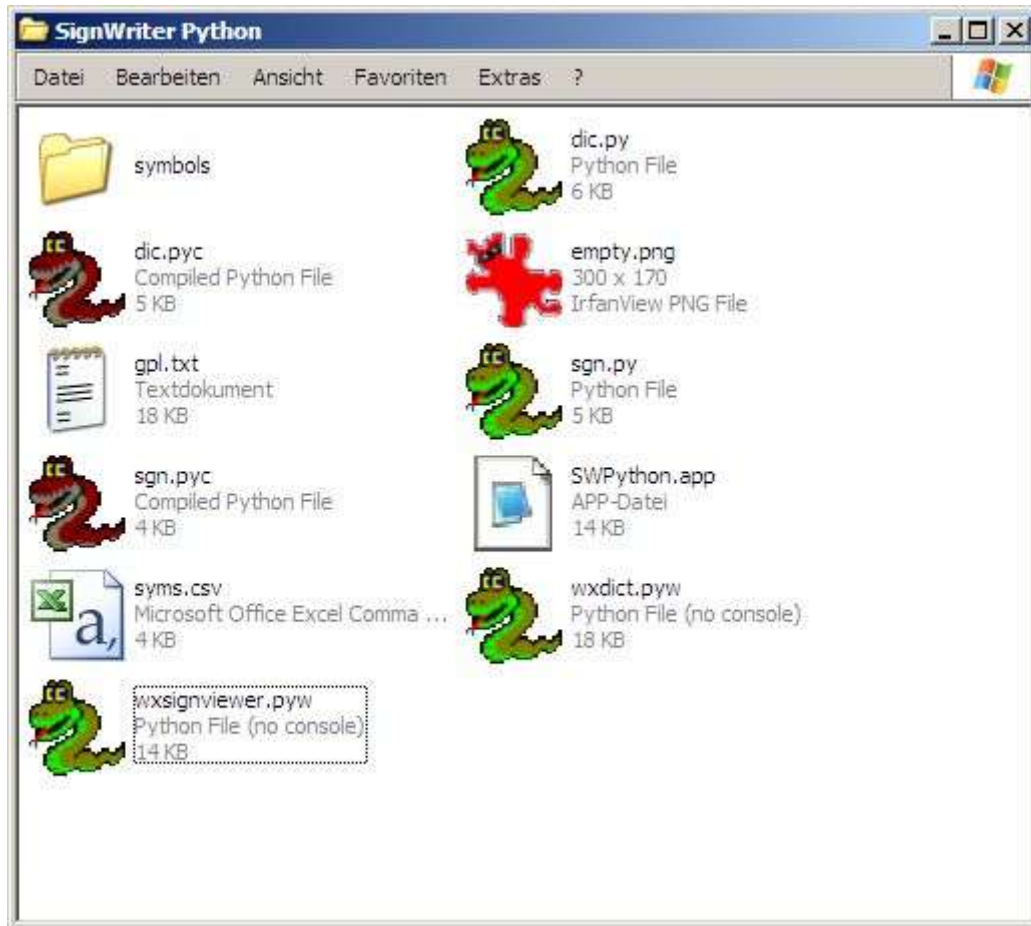 SignWriter Python
Datei Bearbeiten Ansicht Favoriten Extras ?
symbols
dic.py
Python File
6 KB
dic.pyc
Compiled Python File
5 KB
empty.png
300 x 170
IrfanView PNG File
gpl.txt
Textdokument
18 KB
sgn.py
Python File
5 KB
sgn.pyc
Compiled Python File
4 KB
SWPython.app
APP-Datei
14 KB
syms.csv
Microsoft Office Excel Comma ...
4 KB
wxdict.pyw
Python File (no console)
18 KB
wxsignviewer.pyw
Python File (no console)
14 KB